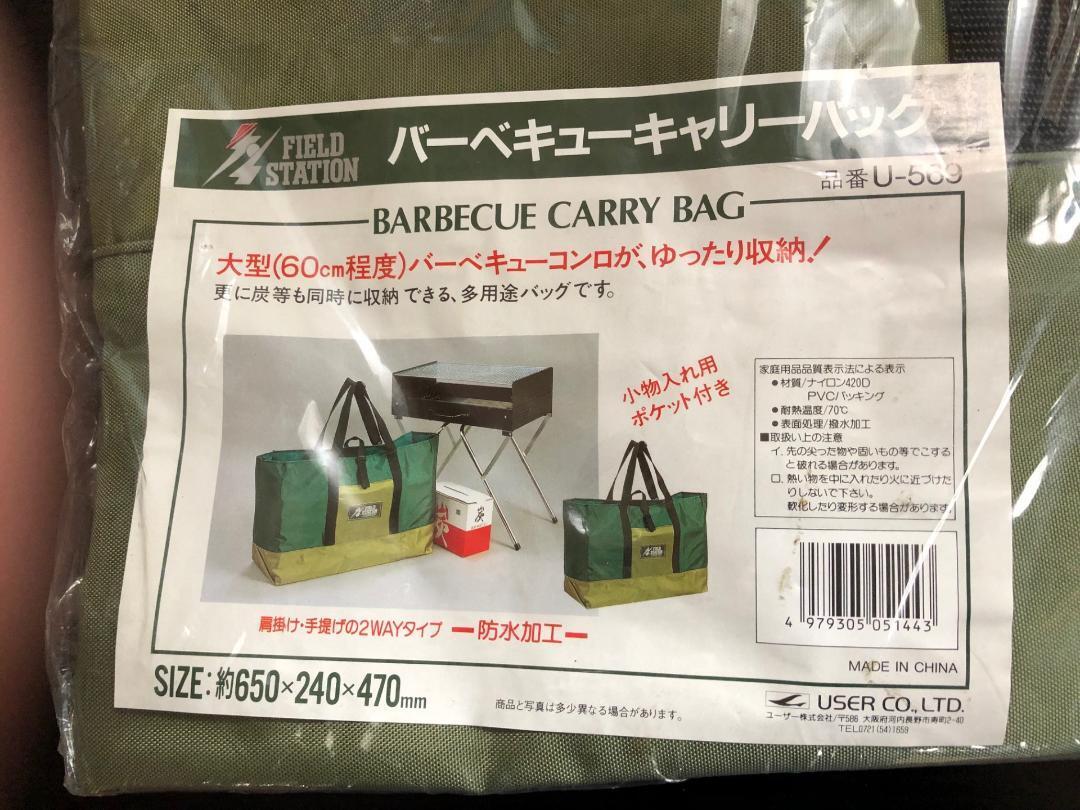 FIELD
STATION
バーベキューキャリーバック
品番 U-569
BARBECUE CARRY BAG
大型(60cm程度)バーベキューコンロが、ゆったり収納!
更に炭等も同時に収納できる、多用途バッグです。
小物入れ用
ポケット付き
炭
家庭用品品質表示法による表示
●材質/ナイロン420D
PVCバッキング
●耐熱温度/70℃
●表面処理/撥水加工
■取扱い上の注意
イ. 先の尖った物や固いもの等でこする
と破れる場合があります。
ロ. 熱い物を中に入れたり火に近づけた
りしないで下さい。
軟化したり変形する場合があります。
肩掛け・手提げの2WAYタイプ ー防水加工ー
4 979305 051443
MADE IN CHINA
SIZE:約650×240×470mm
商品と写真は多少異なる場合があります。
USER CO.,LTD.
ユーザー株式会社/〒586 大阪府河内長野市寿町2-40
TEL0721(54)1659